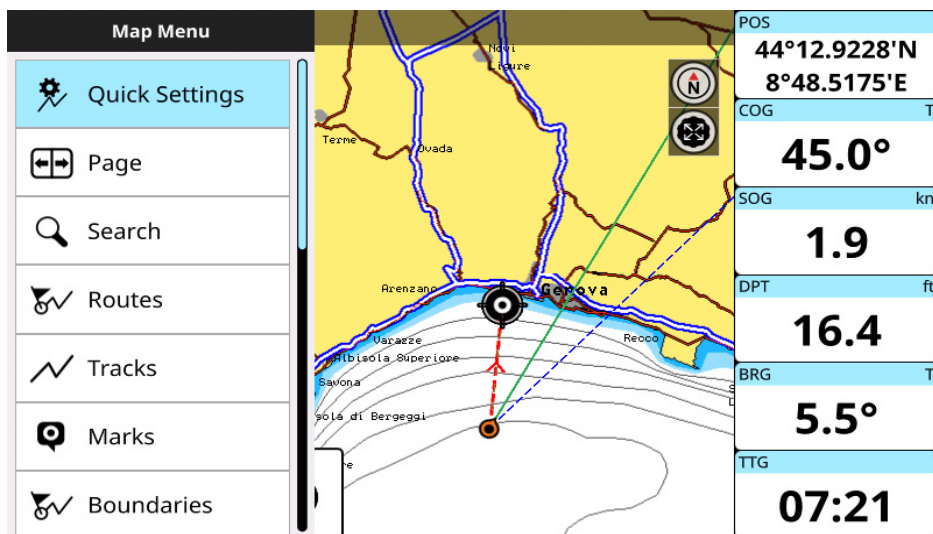 Map Menu
Quick Settings
Page
Search
Routes
Tracks
Marks
Boundaries
Novi
Ligure
Terme
Ovada
N
Arenzano
Genova
Varazze
Recco
Albisola Superiore
Savona
sola di Bergeggi
re
POS
44°12.9228'N
8°48.5175'E
COG T
45.0°
SOG kn
1.9
DPT ft
16.4
BRG T
5.5°
TTG
07:21